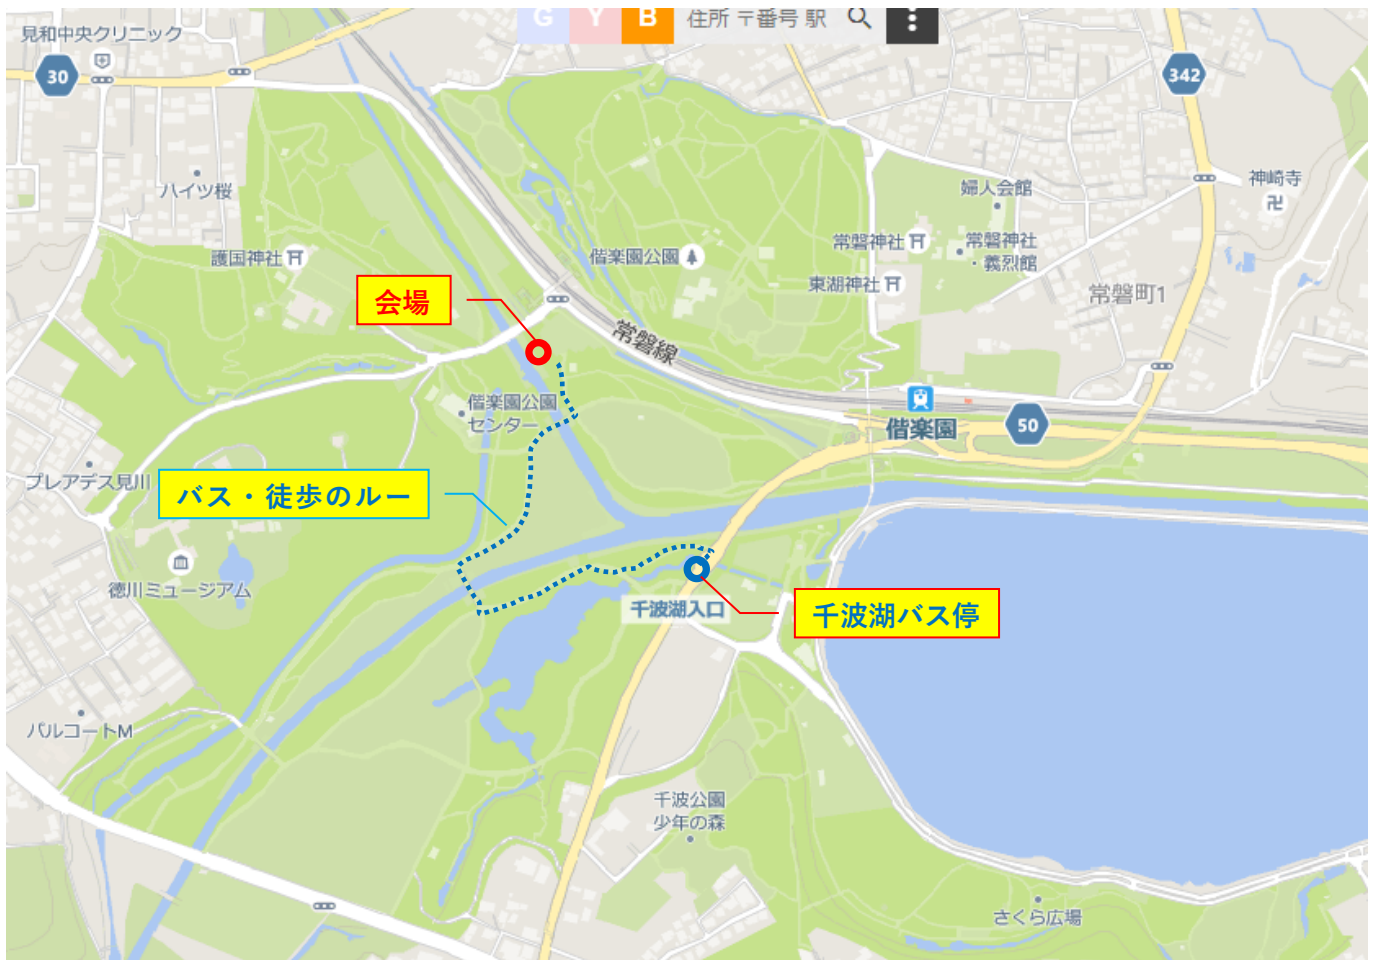 G Y B 住所 〒番号 駅
見和中央クリニック
30
342
ハイツ桜
婦人会館
神崎寺
卍
護国神社
偕楽園公園
常磐神社
常磐神社
・義烈館
東湖神社
常磐町1
会場
常磐線
偕楽園公園
センター
偕楽園
50
プレアデス見川
バス・徒歩のルー
徳川ミュージアム
千波湖入口
千波湖バス停
パルコートM
千波公園
少年の森
さくら広場